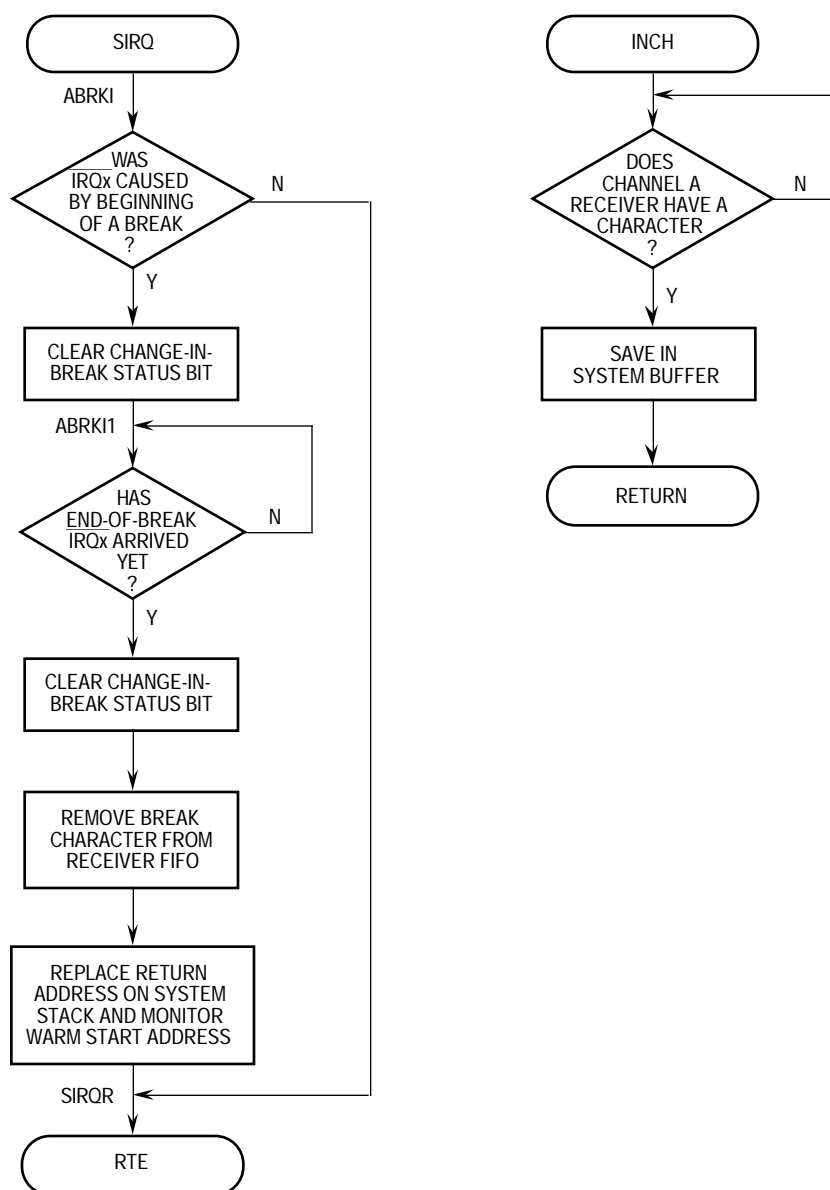 SIRQ
ABRKI
WAS
IRQx CAUSED
BY BEGINNING
OF A BREAK
?
N
Y
CLEAR CHANGE-IN-
BREAK STATUS BIT
ABRKI1
HAS
END-OF-BREAK
IRQx ARRIVED
YET
?
N
Y
CLEAR CHANGE-IN-
BREAK STATUS BIT
REMOVE BREAK
CHARACTER FROM
RECEIVER FIFO
REPLACE RETURN
ADDRESS ON SYSTEM
STACK AND MONITOR
WARM START ADDRESS
SIRQR
RTE
INCH
DOES
CHANNEL A
RECEIVER HAVE A
CHARACTER
?
N
Y
SAVE IN
SYSTEM BUFFER
RETURN